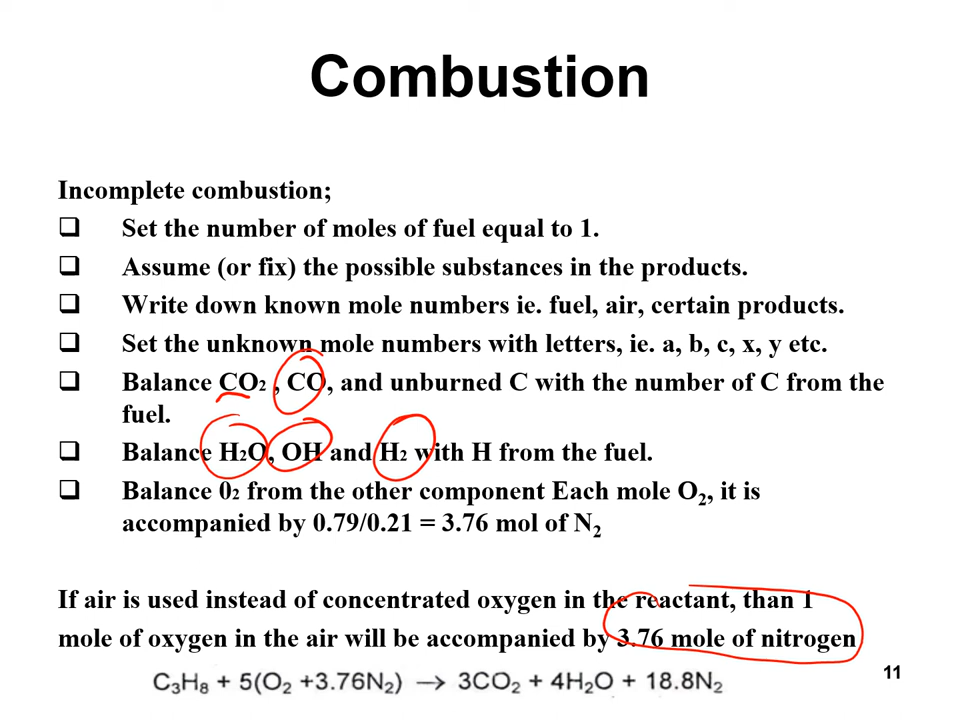 Combustion
Incomplete combustion;
❑ Set the number of moles of fuel equal to 1.
❑ Assume (or fix) the possible substances in the products.
❑ Write down known mole numbers ie. fuel, air, certain products.
❑ Set the unknown mole numbers with letters, ie. a, b, c, x, y etc.
❑ Balance CO₂ , CO, and unburned C with the number of C from the
fuel.
❑ Balance H₂O, OH and H₂ with H from the fuel.
❑ Balance 0₂ from the other component Each mole O₂, it is
accompanied by 0.79/0.21 = 3.76 mol of N₂
If air is used instead of concentrated oxygen in the reactant, than 1
mole of oxygen in the air will be accompanied by 3.76 mole of nitrogen
C₃H₈ + 5(O₂ +3.76N₂) → 3CO₂ + 4H₂O + 18.8N₂
11